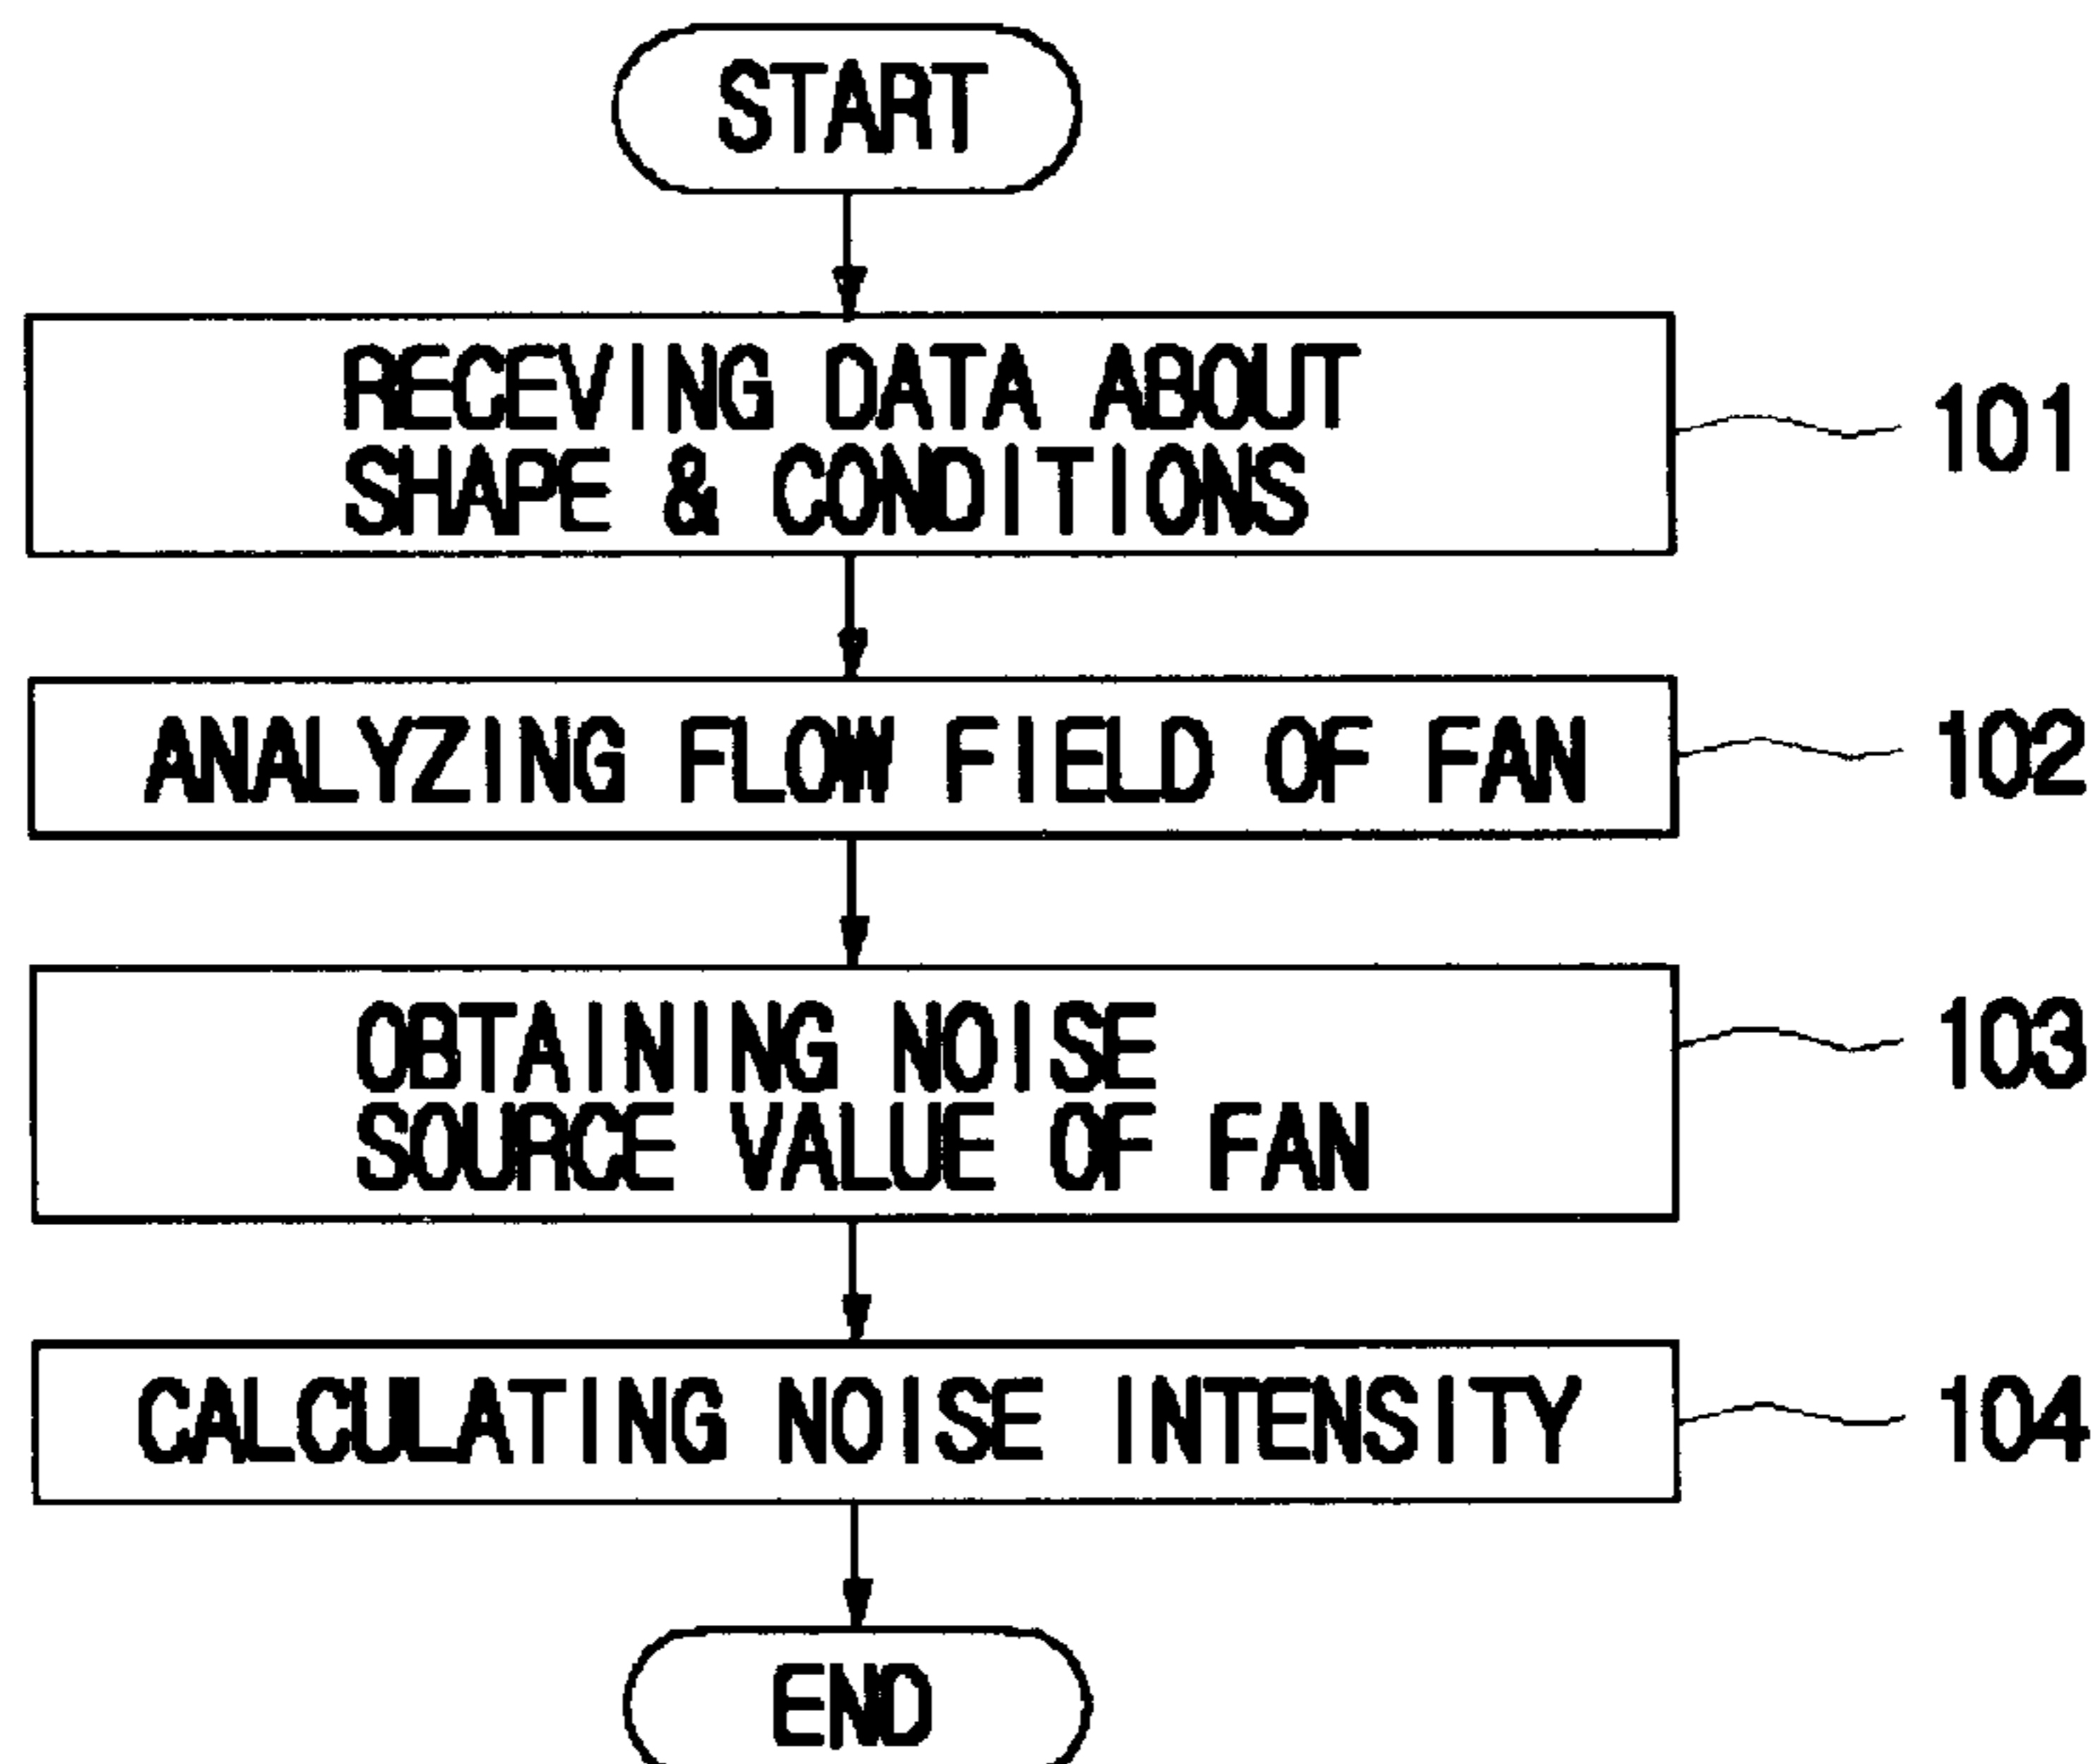 START
RECEVING DATA ABOUT
SHAPE & CONDITIONS
101
ANALYZING FLOW FIELD OF FAN
102
OBTAINING NOISE
SOURCE VALUE OF FAN
103
CALCULATING NOISE INTENSITY
104
END